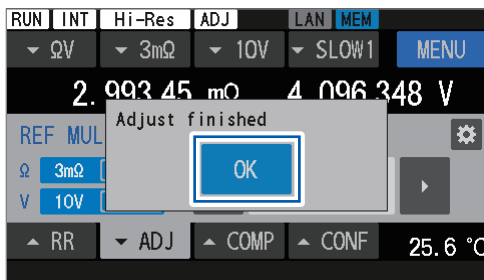 RUN INT Hi-Res ADJ LAN MEM
ΩV 3mΩ 10V SLOW1 MENU
2.993 45 mΩ 4.096 348 V
Adjust finished
REF MUL
Ω 3mΩ
OK
V 10V
RR ADJ COMP CONF 25.6 °C